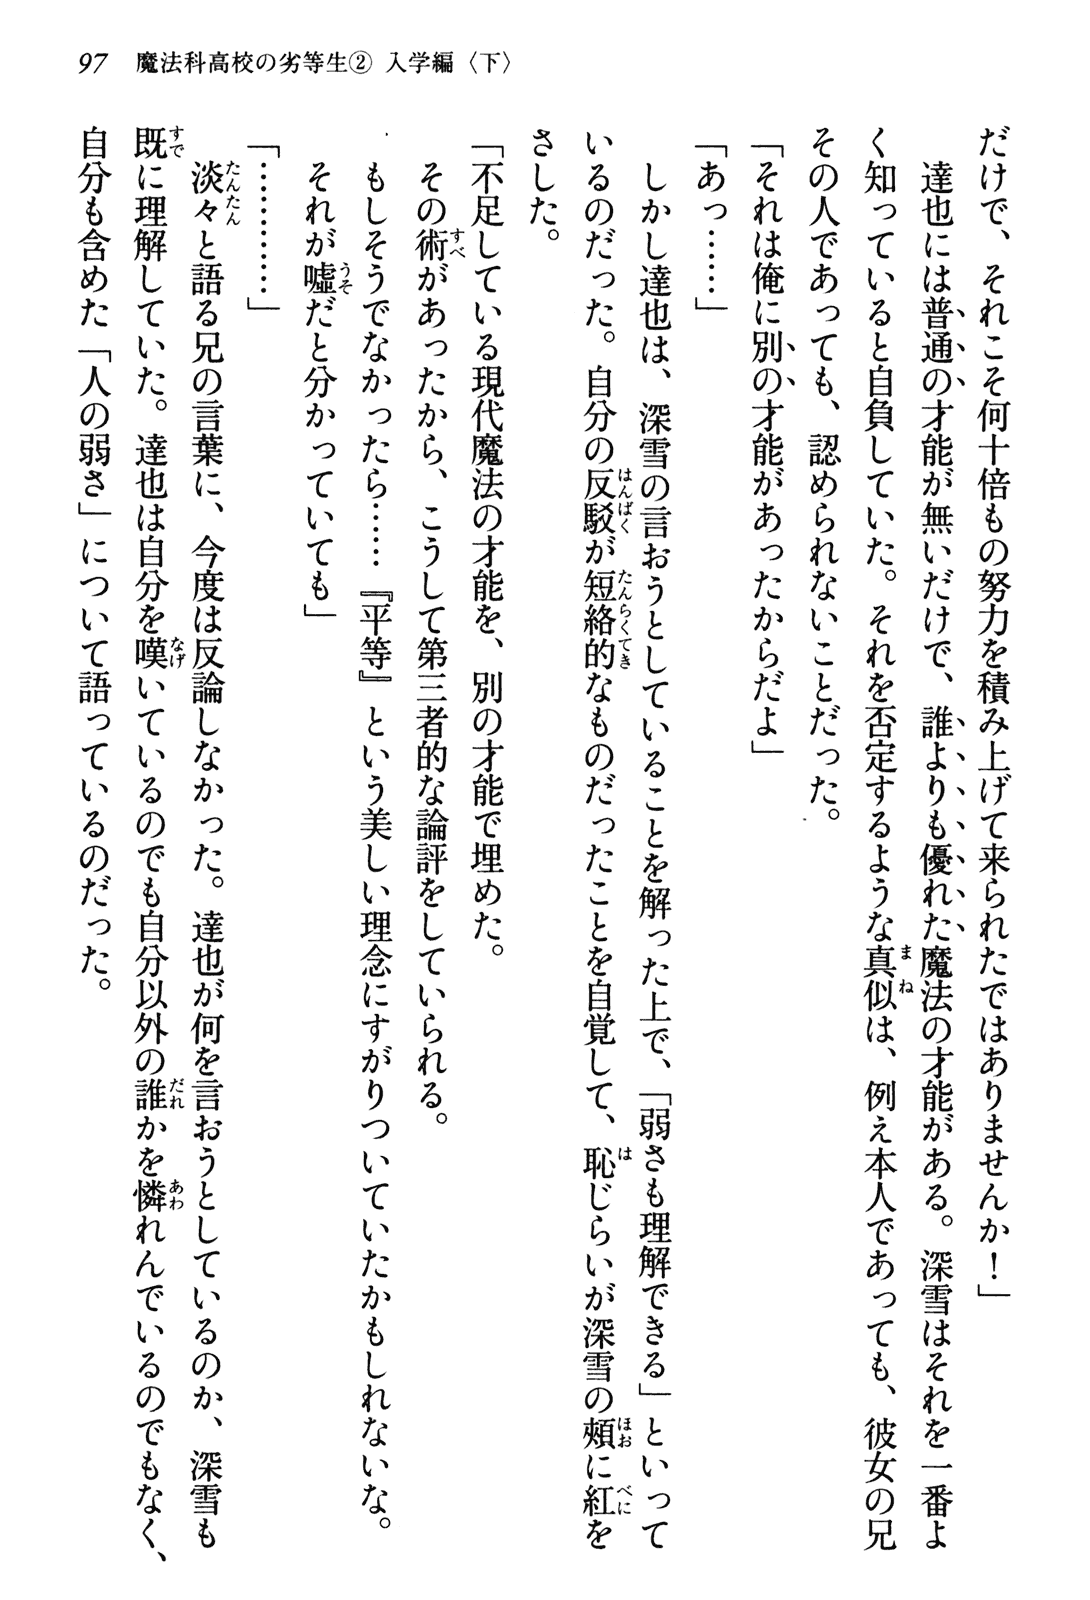 97　魔法科高校の劣等生② 入学編〈下〉
だけで、それこそ何十倍もの努力を積み上げて来られたではありませんか！」
　達也には普通の才能が無いだけで、誰よりも優れた魔法の才能がある。深雪はそれを一番よ
く知っていると自負していた。それを否定するような真似は、例え本人であっても、彼女の兄
その人であっても、認められないことだった。
「それは俺に別の才能があったからだよ」
「あっ……」
　しかし達也は、深雪の言おうとしていることを解った上で、「弱さも理解できる」といって
いるのだった。自分の反駁が短絡的なものだったことを自覚して、恥じらいが深雪の頰に紅を
さした。
「不足している現代魔法の才能を、別の才能で埋めた。
　その術があったから、こうして第三者的な論評をしていられる。
　もしそうでなかったら……『平等』という美しい理念にすがりついていたかもしれないな。
　それが嘘だと分かっていても」
「…………」
　淡々と語る兄の言葉に、今度は反論しなかった。達也が何を言おうとしているのか、深雪も
既に理解していた。達也は自分を嘆いているのでも自分以外の誰かを憐れんでいるのでもなく、
自分も含めた「人の弱さ」について語っているのだった。